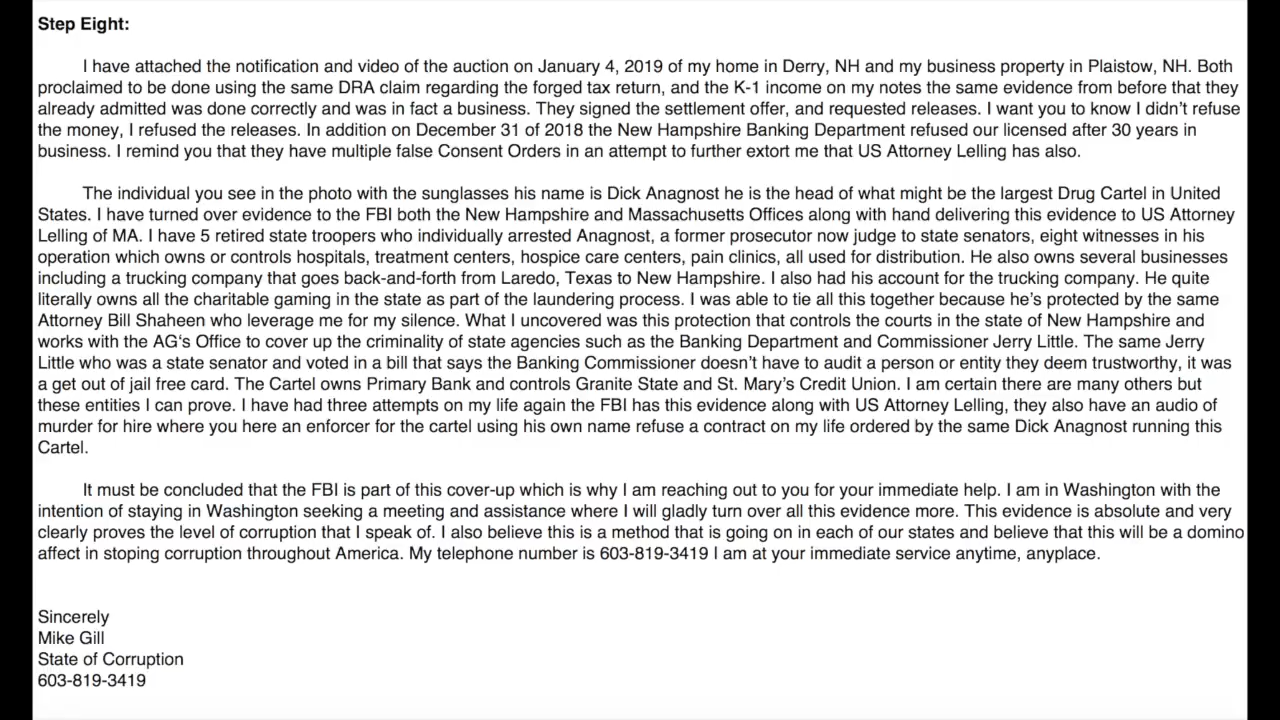 Step Eight:
I have attached the notification and video of the auction on January 4, 2019 of my home in Derry, NH and my business property in Plaistow, NH. Both
proclaimed to be done using the same DRA claim regarding the forged tax return, and the K-1 income on my notes the same evidence from before that they
already admitted was done correctly and was in fact a business. They signed the settlement offer, and requested releases. I want you to know I didn't refuse
the money, I refused the releases. In addition on December 31 of 2018 the New Hampshire Banking Department refused our licensed after 30 years in
business. I remind you that they have multiple false Consent Orders in an attempt to further extort me that US Attorney Lelling has also.
The individual you see in the photo with the sunglasses his name is Dick Anagnost he is the head of what might be the largest Drug Cartel in United
States. I have turned over evidence to the FBI both the New Hampshire and Massachusetts Offices along with hand delivering this evidence to US Attorney
Lelling of MA. I have 5 retired state troopers who individually arrested Anagnost, a former prosecutor now judge to state senators, eight witnesses in his
operation which owns or controls hospitals, treatment centers, hospice care centers, pain clinics, all used for distribution. He also owns several businesses
including a trucking company that goes back-and-forth from Laredo, Texas to New Hampshire. I also had his account for the trucking company. He quite
literally owns all the charitable gaming in the state as part of the laundering process. I was able to tie all this together because he's protected by the same
Attorney Bill Shaheen who leverage me for my silence. What I uncovered was this protection that controls the courts in the state of New Hampshire and
works with the AG's Office to cover up the criminality of state agencies such as the Banking Department and Commissioner Jerry Little. The same Jerry
Little who was a state senator and voted in a bill that says the Banking Commissioner doesn't have to audit a person or entity they deem trustworthy, it was
a get out of jail free card. The Cartel owns Primary Bank and controls Granite State and St. Mary's Credit Union. I am certain there are many others but
these entities I can prove. I have had three attempts on my life again the FBI has this evidence along with US Attorney Lelling, they also have an audio of
murder for hire where you here an enforcer for the cartel using his own name refuse a contract on my life ordered by the same Dick Anagnost running this
Cartel.
It must be concluded that the FBI is part of this cover-up which is why I am reaching out to you for your immediate help. I am in Washington with the
intention of staying in Washington seeking a meeting and assistance where I will gladly turn over all this evidence more. This evidence is absolute and very
clearly proves the level of corruption that I speak of. I also believe this is a method that is going on in each of our states and believe that this will be a domino
affect in stoping corruption throughout America. My telephone number is 603-819-3419 I am at your immediate service anytime, anyplace.
Sincerely
Mike Gill
State of Corruption
603-819-3419